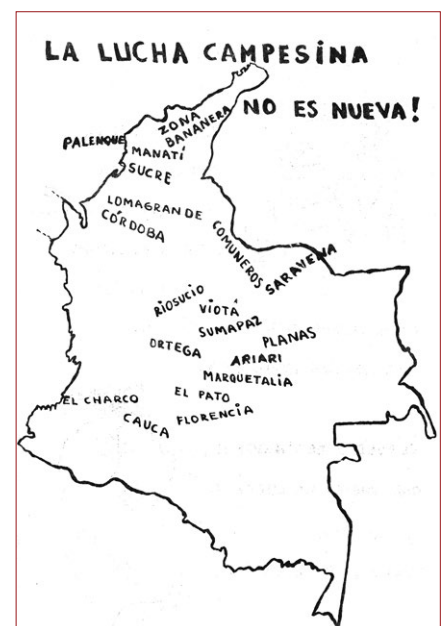 LA LUCHA CAMPESiNA
NO ES NUEVA!
ZONA
BANANERA
PALENQUE
MANATÍ
SUCRE
LOMAGRANDE
CÓRDOBA
COMUNEROS
SARAVENA
RIOSUCIO
VIOTÁ
SUMAPAZ
PLANAS
ORTEGA
ARIARI
MARQUETALIA
EL CHARCO
EL PATO
CAUCA
FLORENCIA